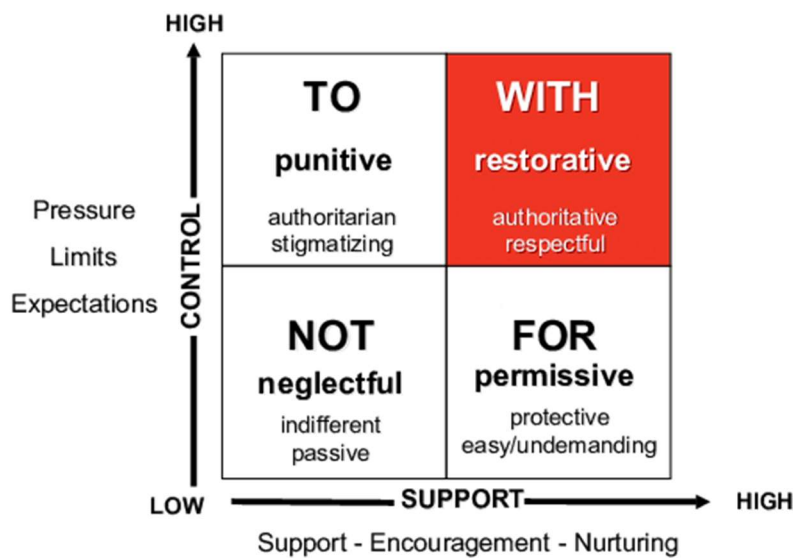 HIGH
TO
punitive
authoritarian
stigmatizing
WITH
restorative
authoritative
respectful
Pressure
Limits
Expectations
CONTROL
NOT
neglectful
indifferent
passive
FOR
permissive
protective
easy/undemanding
LOW
SUPPORT
HIGH
Support - Encouragement - Nurturing